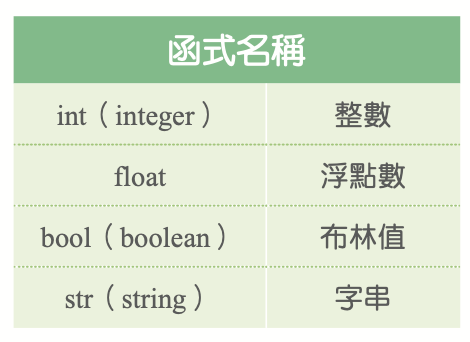 函式名稱
int（integer） 整數
float 浮點數
bool（boolean） 布林值
str（string） 字串